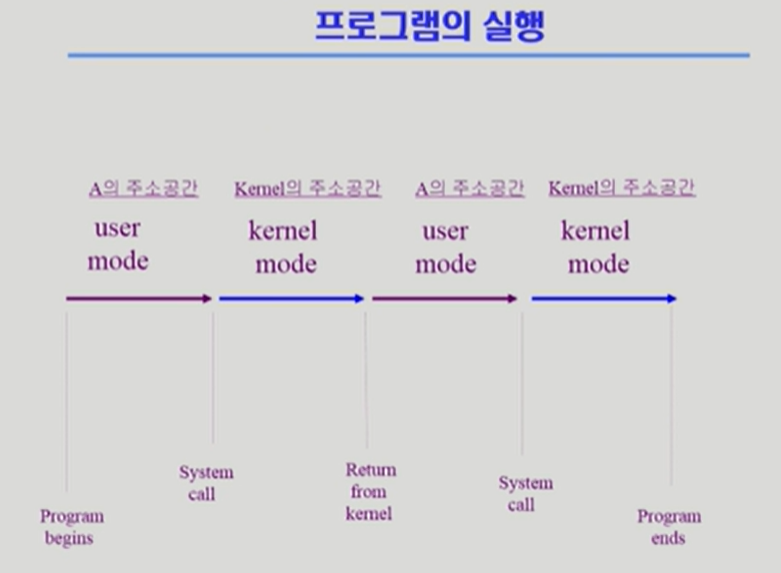 프로그램의 실행
A의 주소공간
Kernel의 주소공간
A의 주소공간
Kernel의 주소공간
user
mode
kernel
mode
user
mode
kernel
mode
Program
begins
System
call
Return
from
kernel
System
call
Program
ends